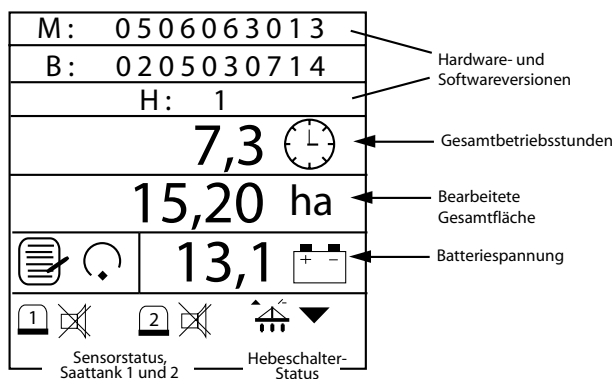 M: 0506063013
B: 0205030714
H: 1
Hardware- und
Softwareversionen
7,3
Gesamtbetriebsstunden
15,20 ha
Bearbeitete
Gesamtfläche
13,1 + -
Batteriespannung
1 2
Sensorstatus,
Saattank 1 und 2
Hebeschalter-
Status